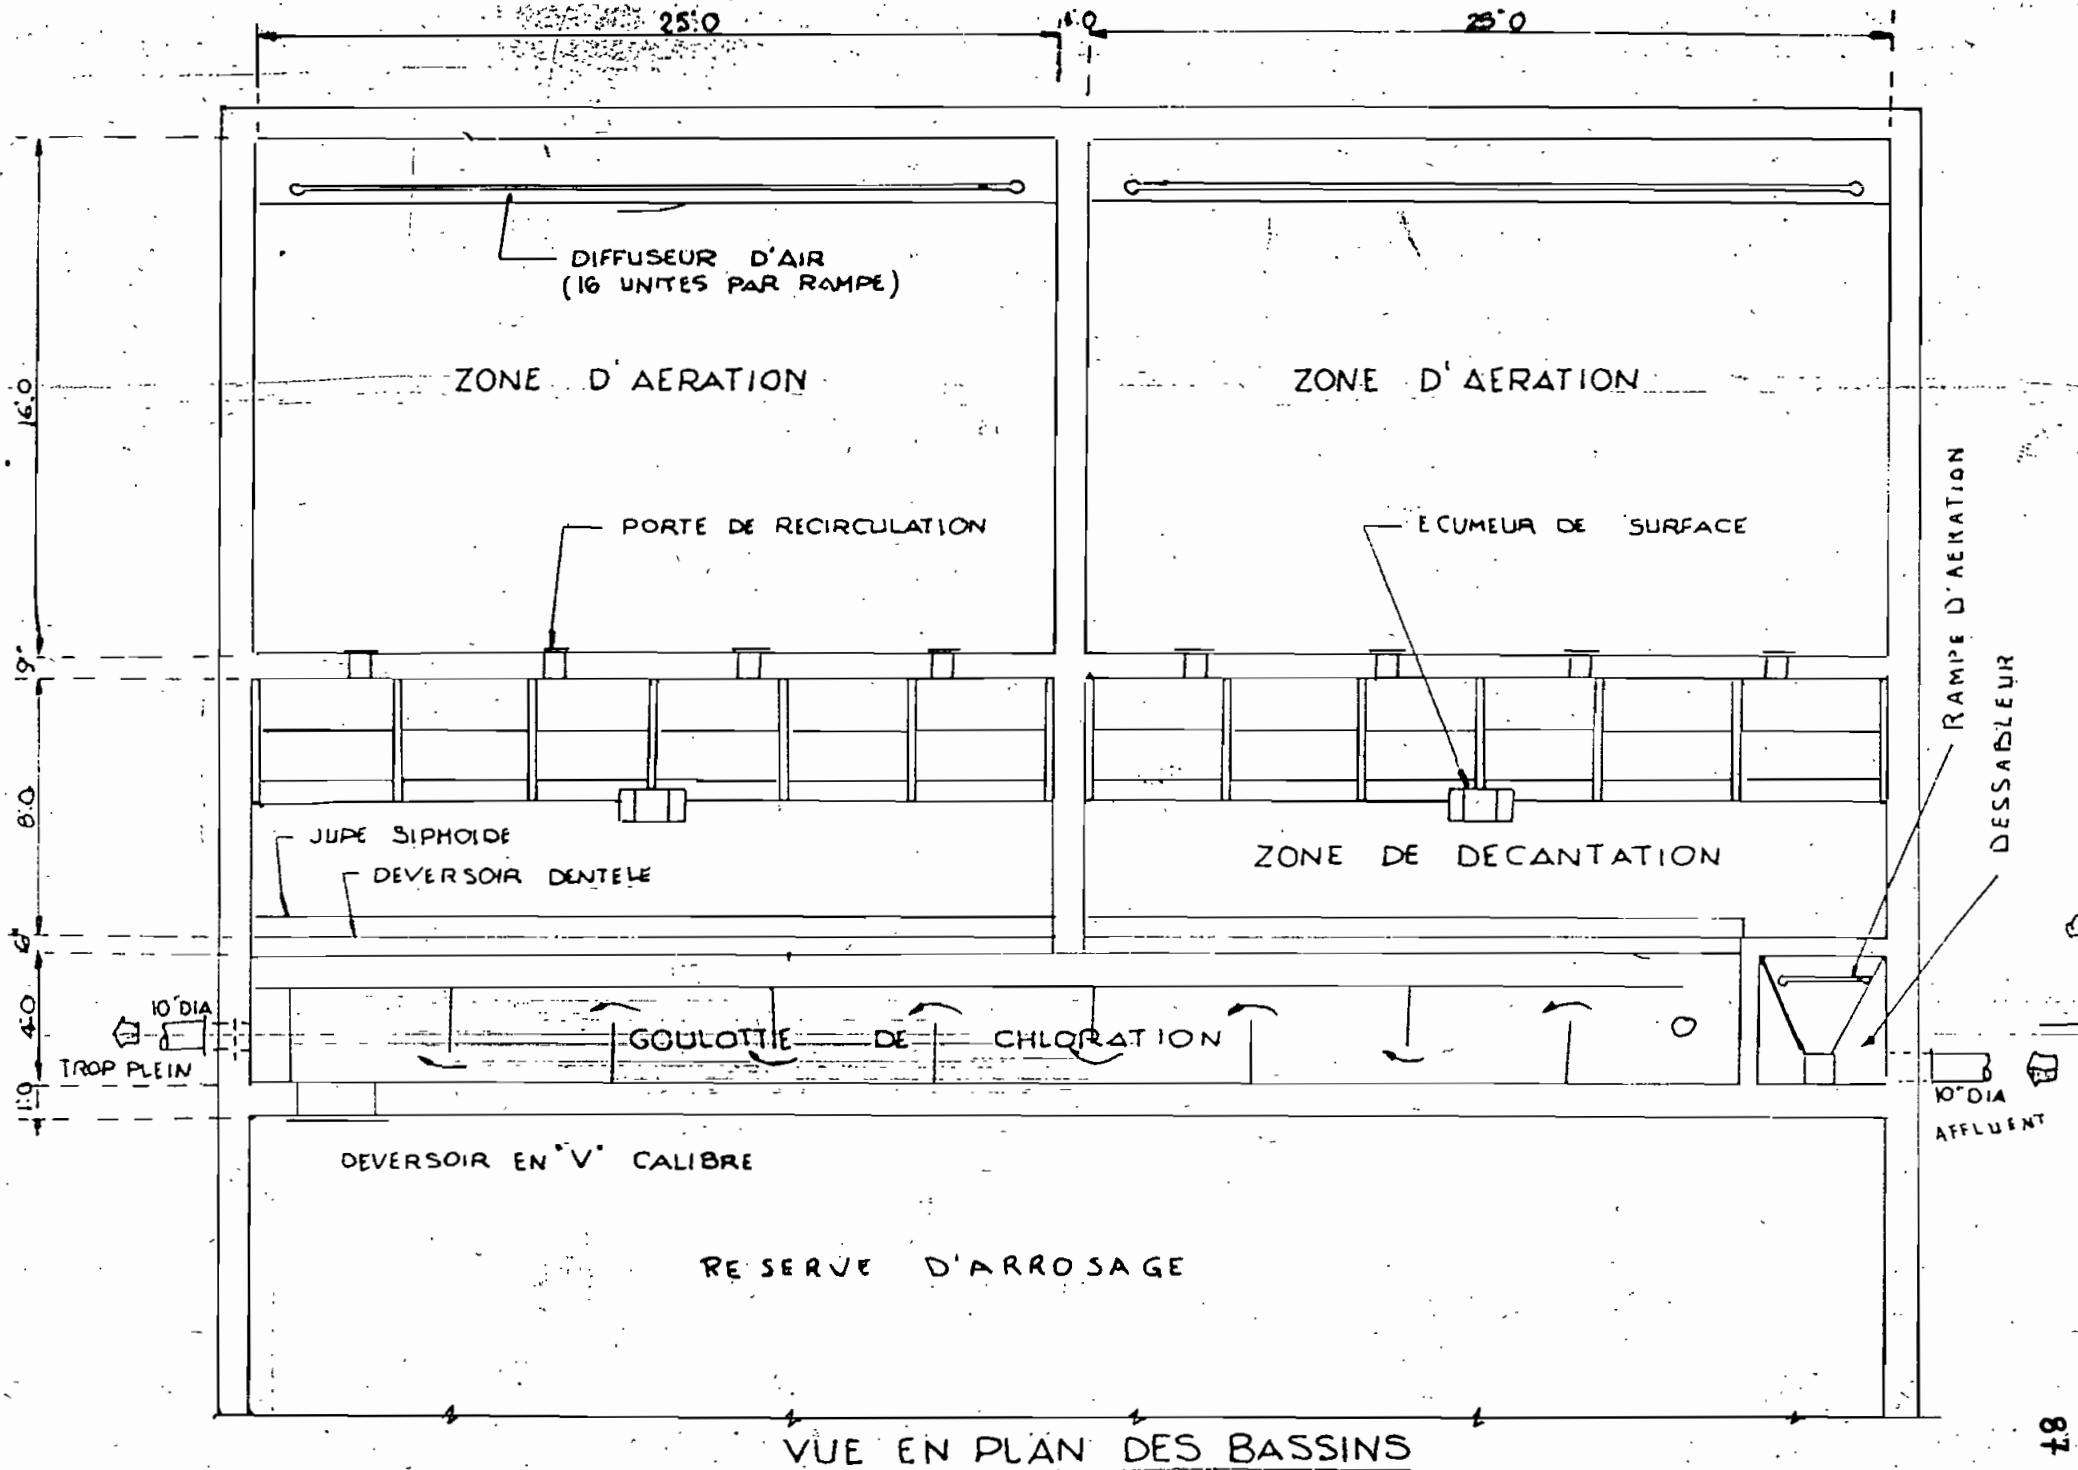 25'0
1'0
25'0
DIFFUSEUR D'AIR
(16 UNITES PAR RAMPE)
ZONE D'AERATION
ZONE D'AERATION
16'0
PORTE DE RECIRCULATION
ECUMEUR DE SURFACE
RAMPE D'AERATION
DESSABLEUR
9"
8'0
JUPE SIPHOIDE
DEVERSOIR DENTELE
ZONE DE DECANTATION
6"
4'0
10" DIA
TROP PLEIN
GOULOTTE DE CHLORATION
10" DIA
AFFLUENT
1'0
DEVERSOIR EN "V" CALIBRE
RESERVE D'ARROSAGE
VUE EN PLAN DES BASSINS
87